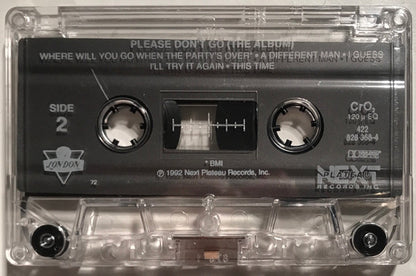 PLEASE DON'T GO (THE ALBUM)
WHERE WILL YOU GO WHEN THE PARTY'S OVER* • A DIFFERENT MAN • I GUESS
I'LL TRY IT AGAIN • THIS TIME
SIDE
2
CrO₂
120 µ EQ
422
828 358-4
LONDON
NEXT
PLATEAU
RECORDS INC.
72
* BMI
℗ 1992 Next Plateau Records, Inc.